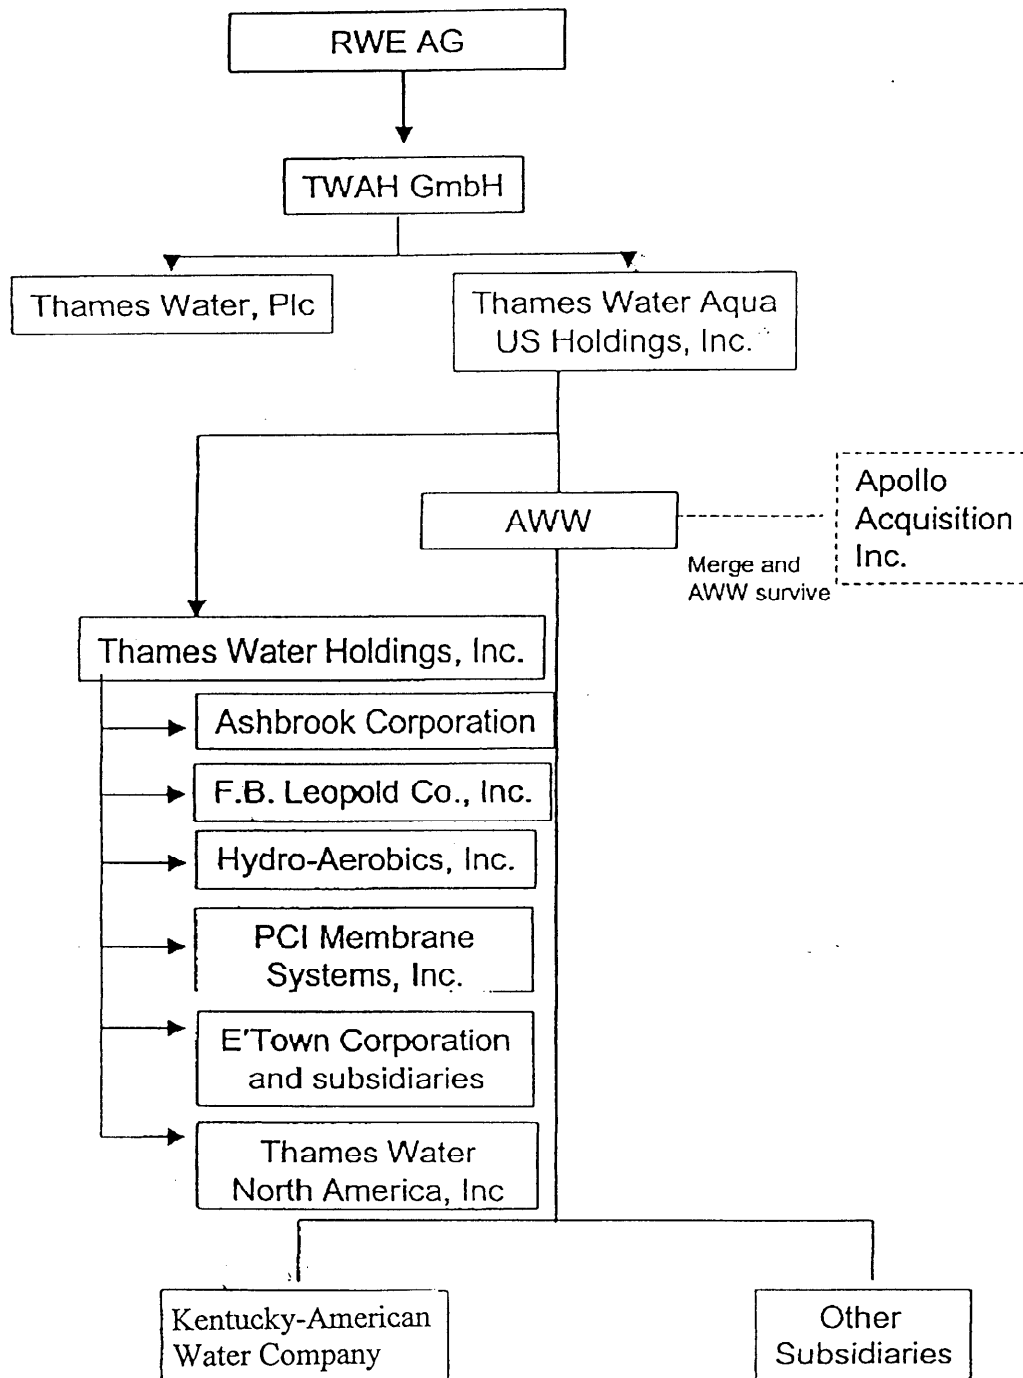 RWE AG
TWAH GmbH
Thames Water, Plc
Thames Water Aqua
US Holdings, Inc.
AWW
Apollo
Acquisition
Inc.
Merge and
AWW survive
Thames Water Holdings, Inc.
Ashbrook Corporation
F.B. Leopold Co., Inc.
Hydro-Aerobics, Inc.
PCI Membrane
Systems, Inc.
E'Town Corporation
and subsidiaries
Thames Water
North America, Inc
Kentucky-American
Water Company
Other
Subsidiaries